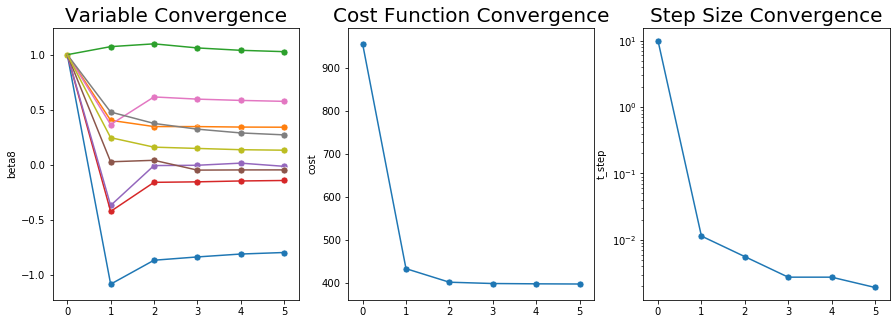 Variable Convergence
beta8
1.0
0.5
0.0
−0.5
−1.0
0 1 2 3 4 5
Cost Function Convergence
cost
900
800
700
600
500
400
0 1 2 3 4 5
Step Size Convergence
t_step
10¹
10⁰
10⁻¹
10⁻²
0 1 2 3 4 5